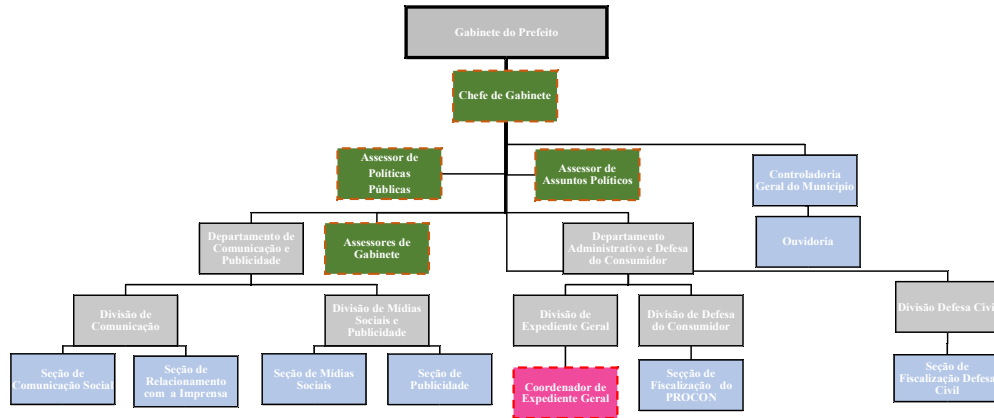 Gabinete do Prefeito
Chefe de Gabinete
Assessor de
Políticas
Públicas
Assessor de
Assuntos Políticos
Controladoria
Geral do Município
Ouvidoria
Departamento de
Comunicação e
Publicidade
Assessores de
Gabinete
Departamento
Administrativo e Defesa
do Consumidor
Divisão de
Comunicação
Divisão de Mídias
Sociais e
Publicidade
Divisão de
Expediente Geral
Divisão de Defesa
do Consumidor
Divisão Defesa Civil
Seção de
Comunicação Social
Seção de
Relacionamento
com a Imprensa
Seção de Mídias
Sociais
Seção de
Publicidade
Coordenador de
Expediente Geral
Secção de
Fiscalização do
PROCON
Seção de
Fiscalização Defesa
Civil